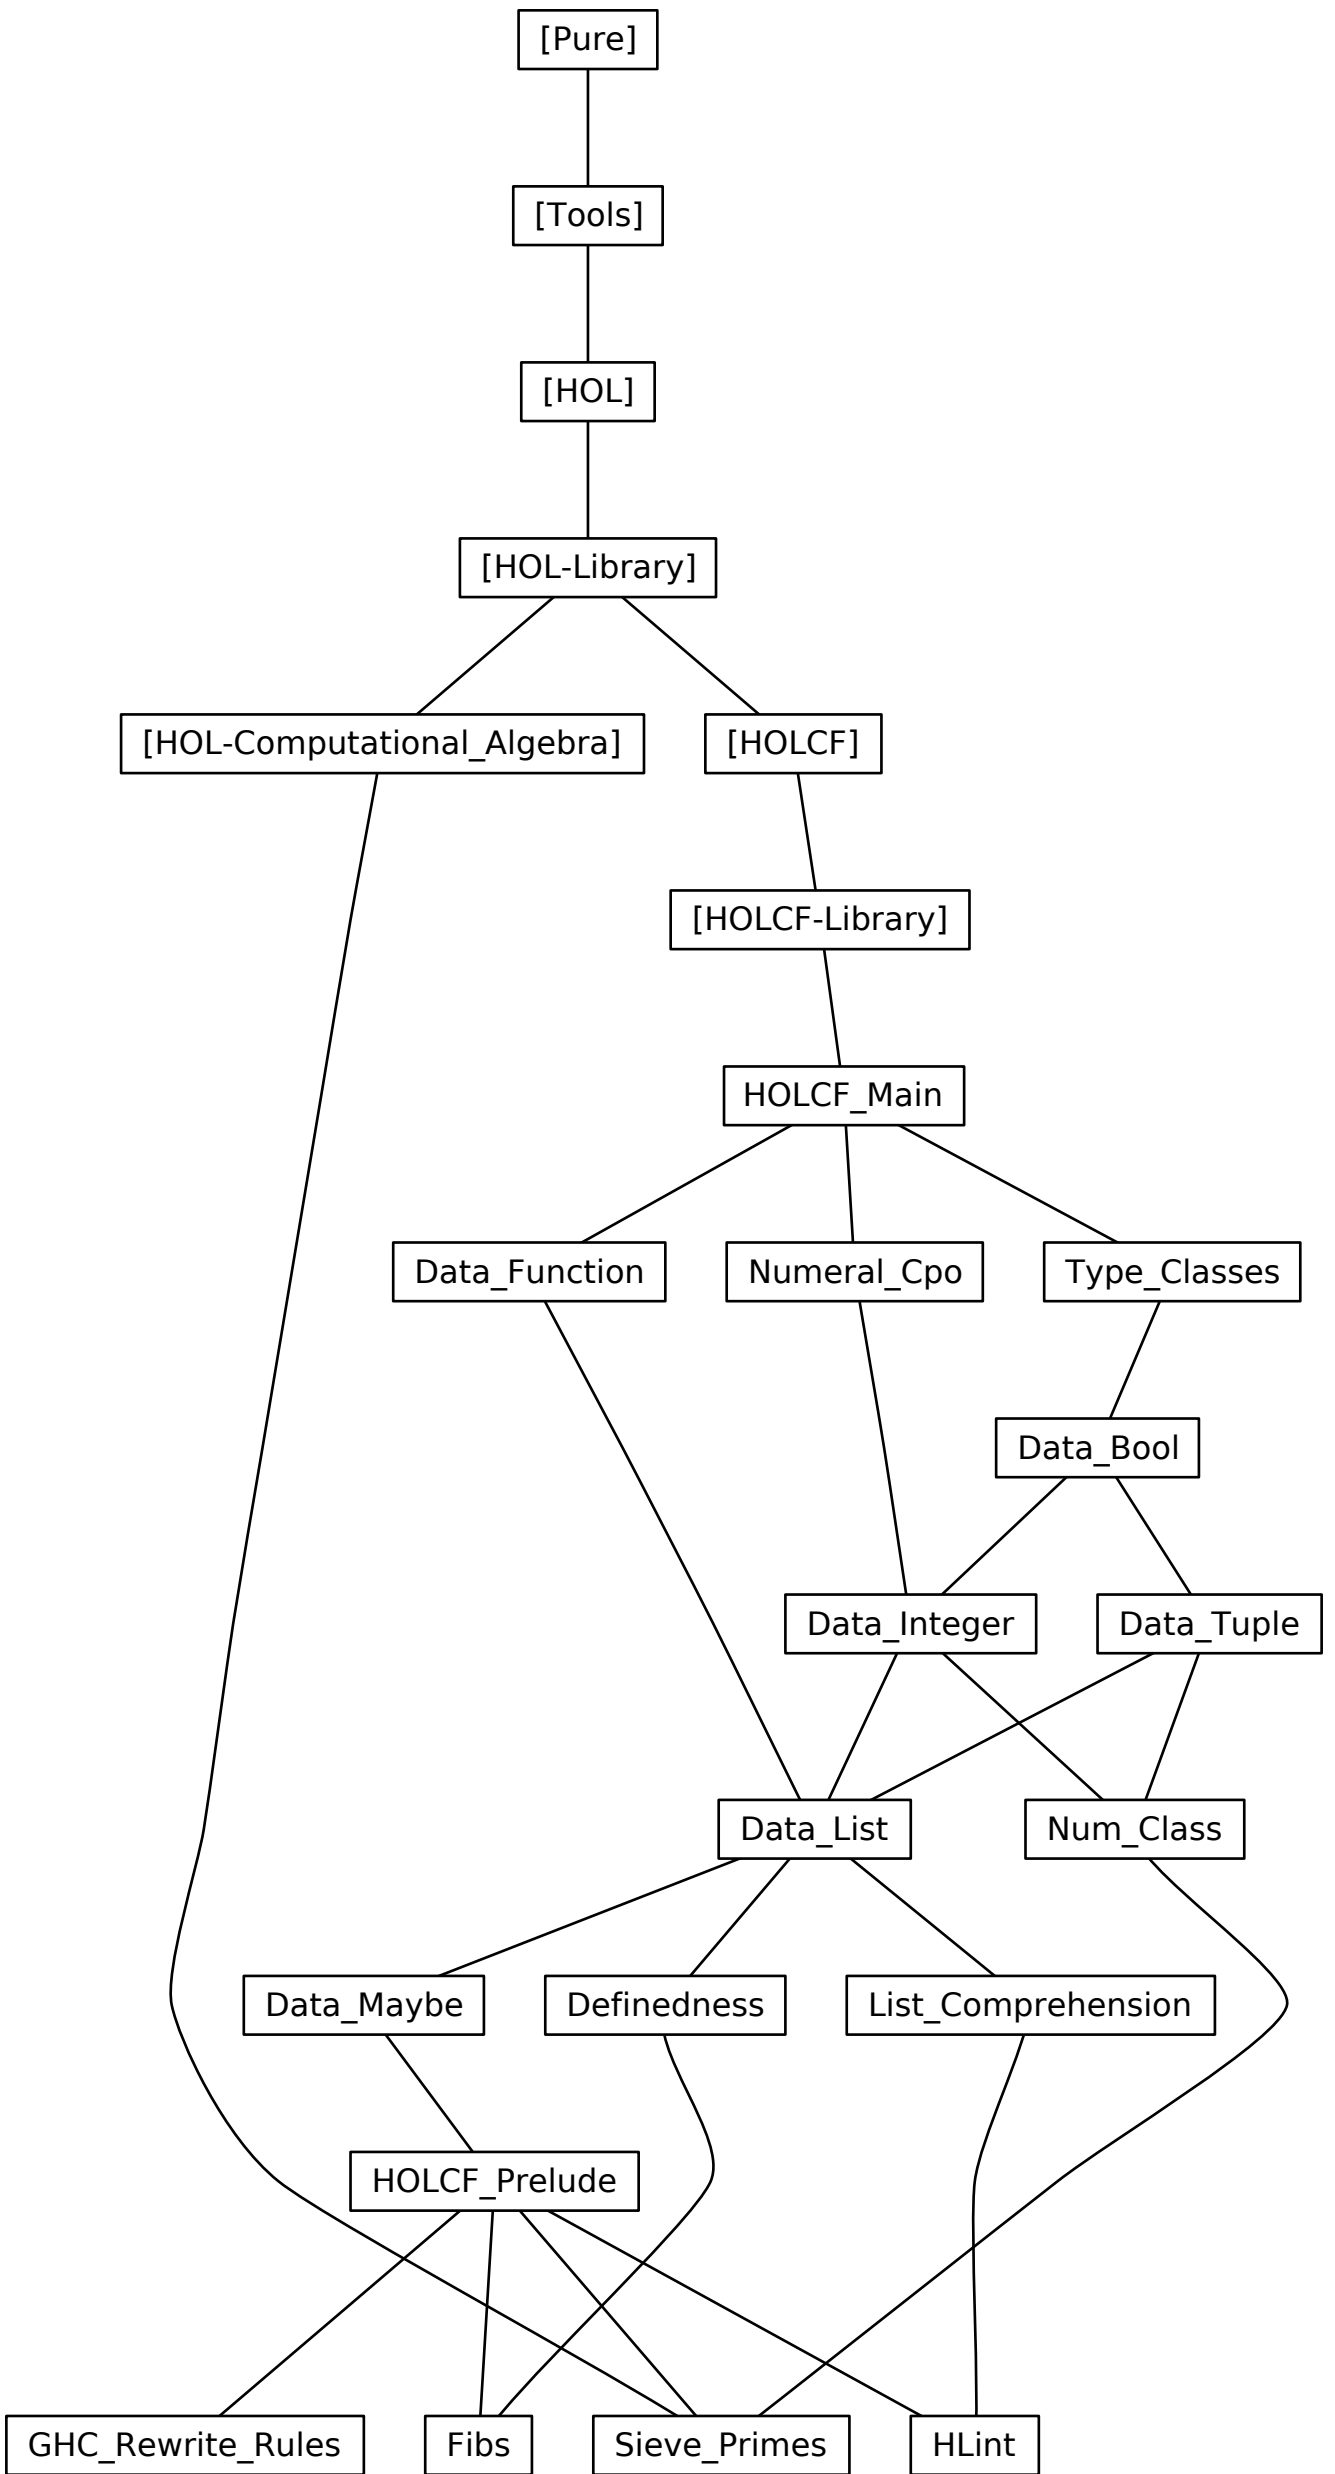 [Pure]
[Tools]
[HOL]
[HOL-Library]
[HOL-Computational_Algebra]
[HOLCF]
[HOLCF-Library]
HOLCF_Main
Data_Function
Numeral_Cpo
Type_Classes
Data_Bool
Data_Integer
Data_Tuple
Data_List
Num_Class
Data_Maybe
Definedness
List_Comprehension
HOLCF_Prelude
GHC_Rewrite_Rules
Fibs
Sieve_Primes
HLint